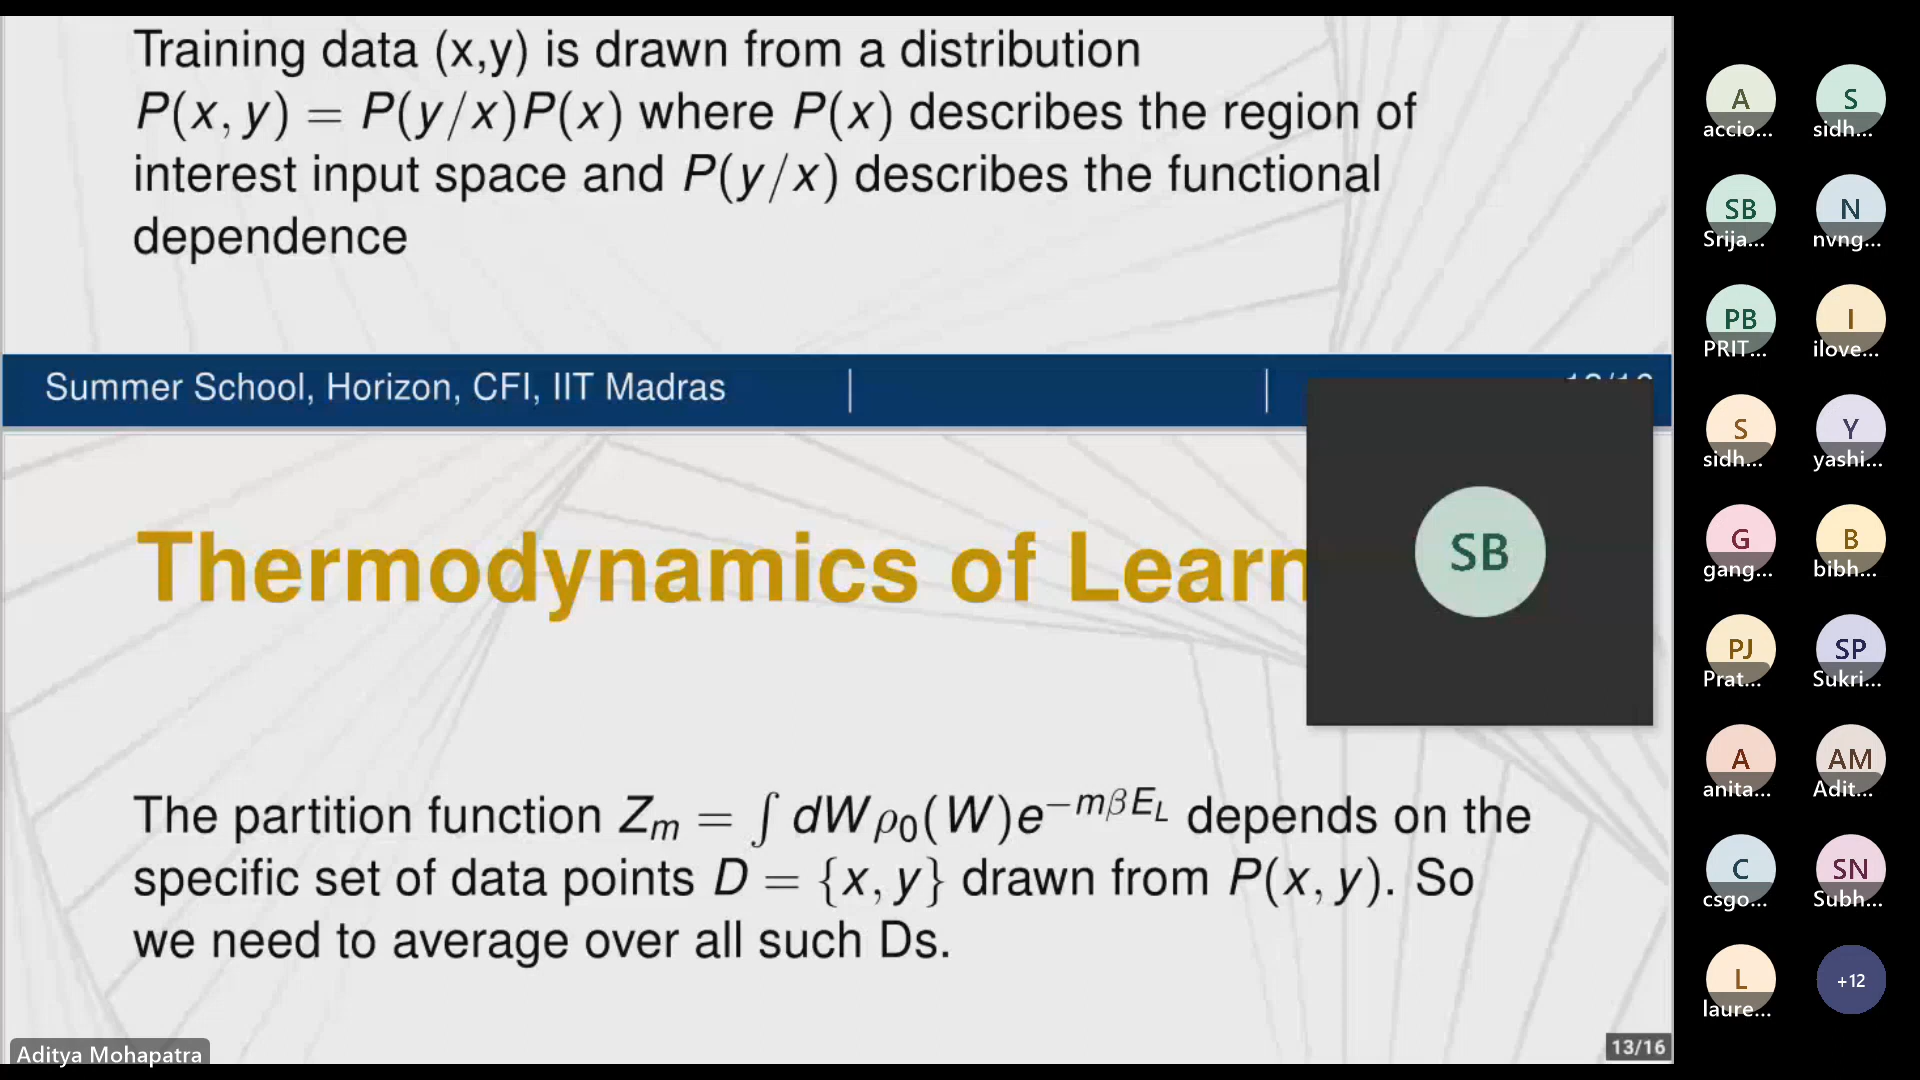 Training data (x,y) is drawn from a distribution
P(x, y) = P(y/x)P(x) where P(x) describes the region of
interest input space and P(y/x) describes the functional
dependence
Summer School, Horizon, CFI, IIT Madras
Thermodynamics of Learn
The partition function Zₘ = ∫ dWρ₀(W)e^{−mβE_L} depends on the
specific set of data points D = {x, y} drawn from P(x, y). So
we need to average over all such Ds.
Aditya Mohapatra
13/16
SB
A
accio...
S
sidh...
SB
Srija...
N
nvng...
PB
PRIT...
I
ilove...
S
sidh...
Y
yashi...
G
gang...
B
bibh...
PJ
Prat...
SP
Sukri...
A
anita...
AM
Adit...
C
csgo...
SN
Subh...
L
laure...
+12